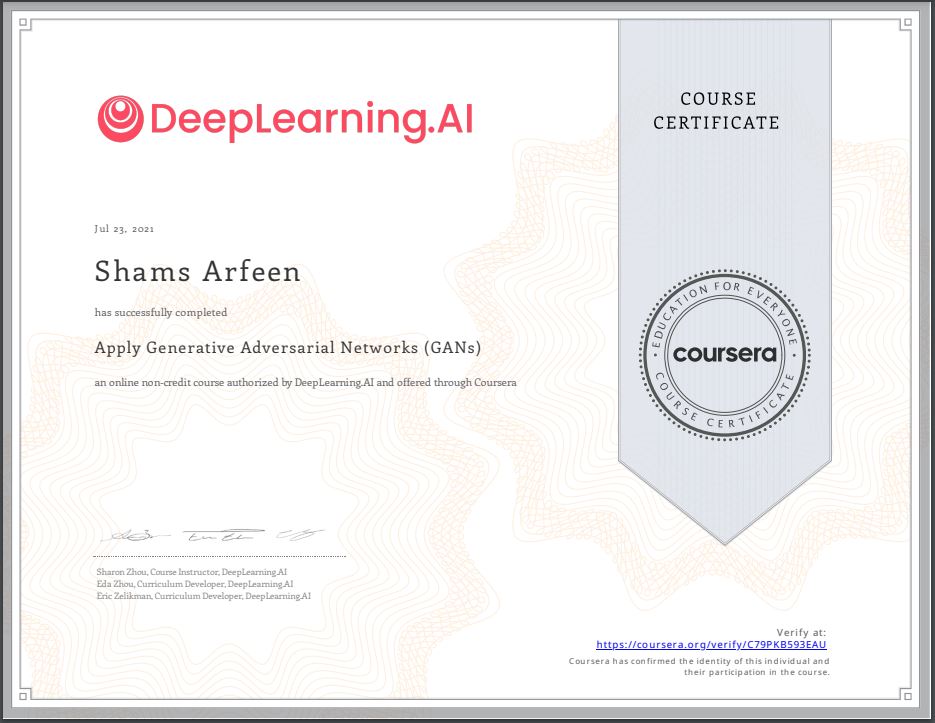 DeepLearning.AI
COURSE
CERTIFICATE
Jul 23, 2021
Shams Arfeen
has successfully completed
Apply Generative Adversarial Networks (GANs)
an online non-credit course authorized by DeepLearning.AI and offered through Coursera
EDUCATION FOR EVERYONE
coursera
COURSE CERTIFICATE
Sharon Zhou, Course Instructor, DeepLearning.AI
Eda Zhou, Curriculum Developer, DeepLearning.AI
Eric Zelikman, Curriculum Developer, DeepLearning.AI
Verify at:
https://coursera.org/verify/C79PKB593EAU
Coursera has confirmed the identity of this individual and
their participation in the course.